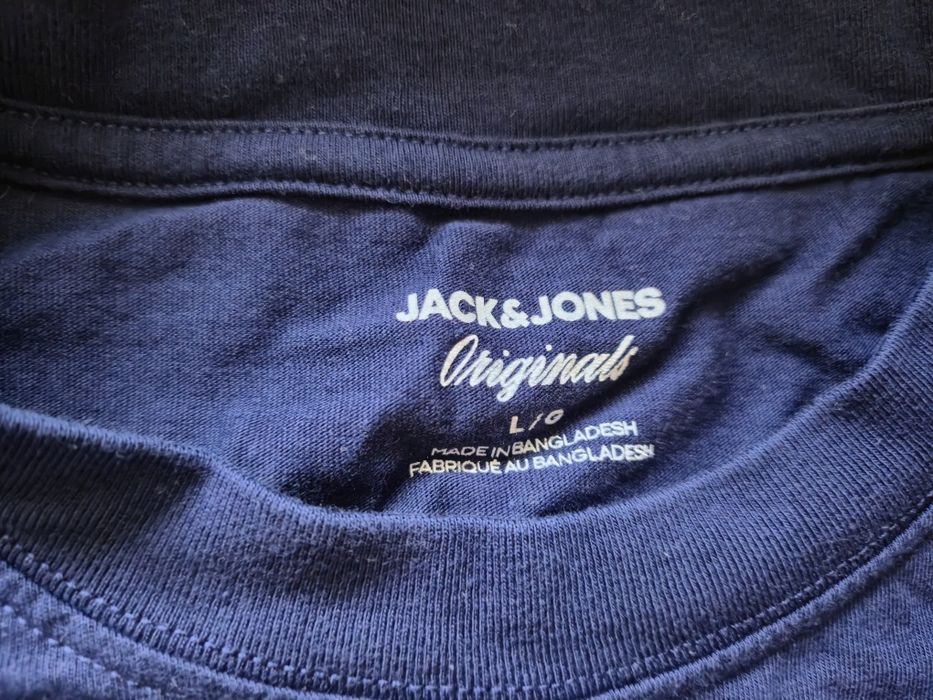 JACK&JONES
Originals
L / G
MADE IN BANGLADESH
FABRIQUÉ AU BANGLADESH